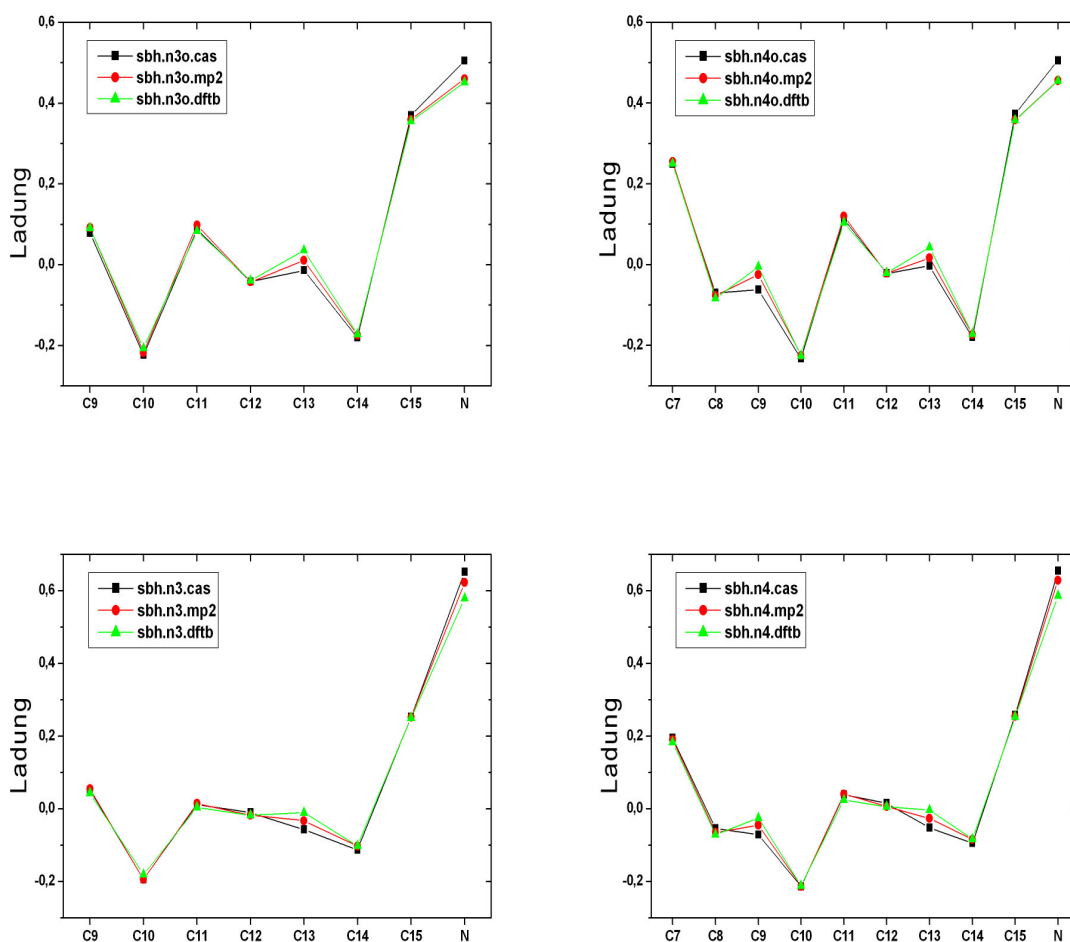 0,6
0,4
0,2
0,0
-0,2
Ladung
sbh.n3o.cas
sbh.n3o.mp2
sbh.n3o.dftb
C9 C10 C11 C12 C13 C14 C15 N
0,6
0,4
0,2
0,0
-0,2
Ladung
sbh.n4o.cas
sbh.n4o.mp2
sbh.n4o.dftb
C7 C8 C9 C10 C11 C12 C13 C14 C15 N
0,6
0,4
0,2
0,0
-0,2
Ladung
sbh.n3.cas
sbh.n3.mp2
sbh.n3.dftb
C9 C10 C11 C12 C13 C14 C15 N
0,6
0,4
0,2
0,0
-0,2
Ladung
sbh.n4.cas
sbh.n4.mp2
sbh.n4.dftb
C7 C8 C9 C10 C11 C12 C13 C14 C15 N